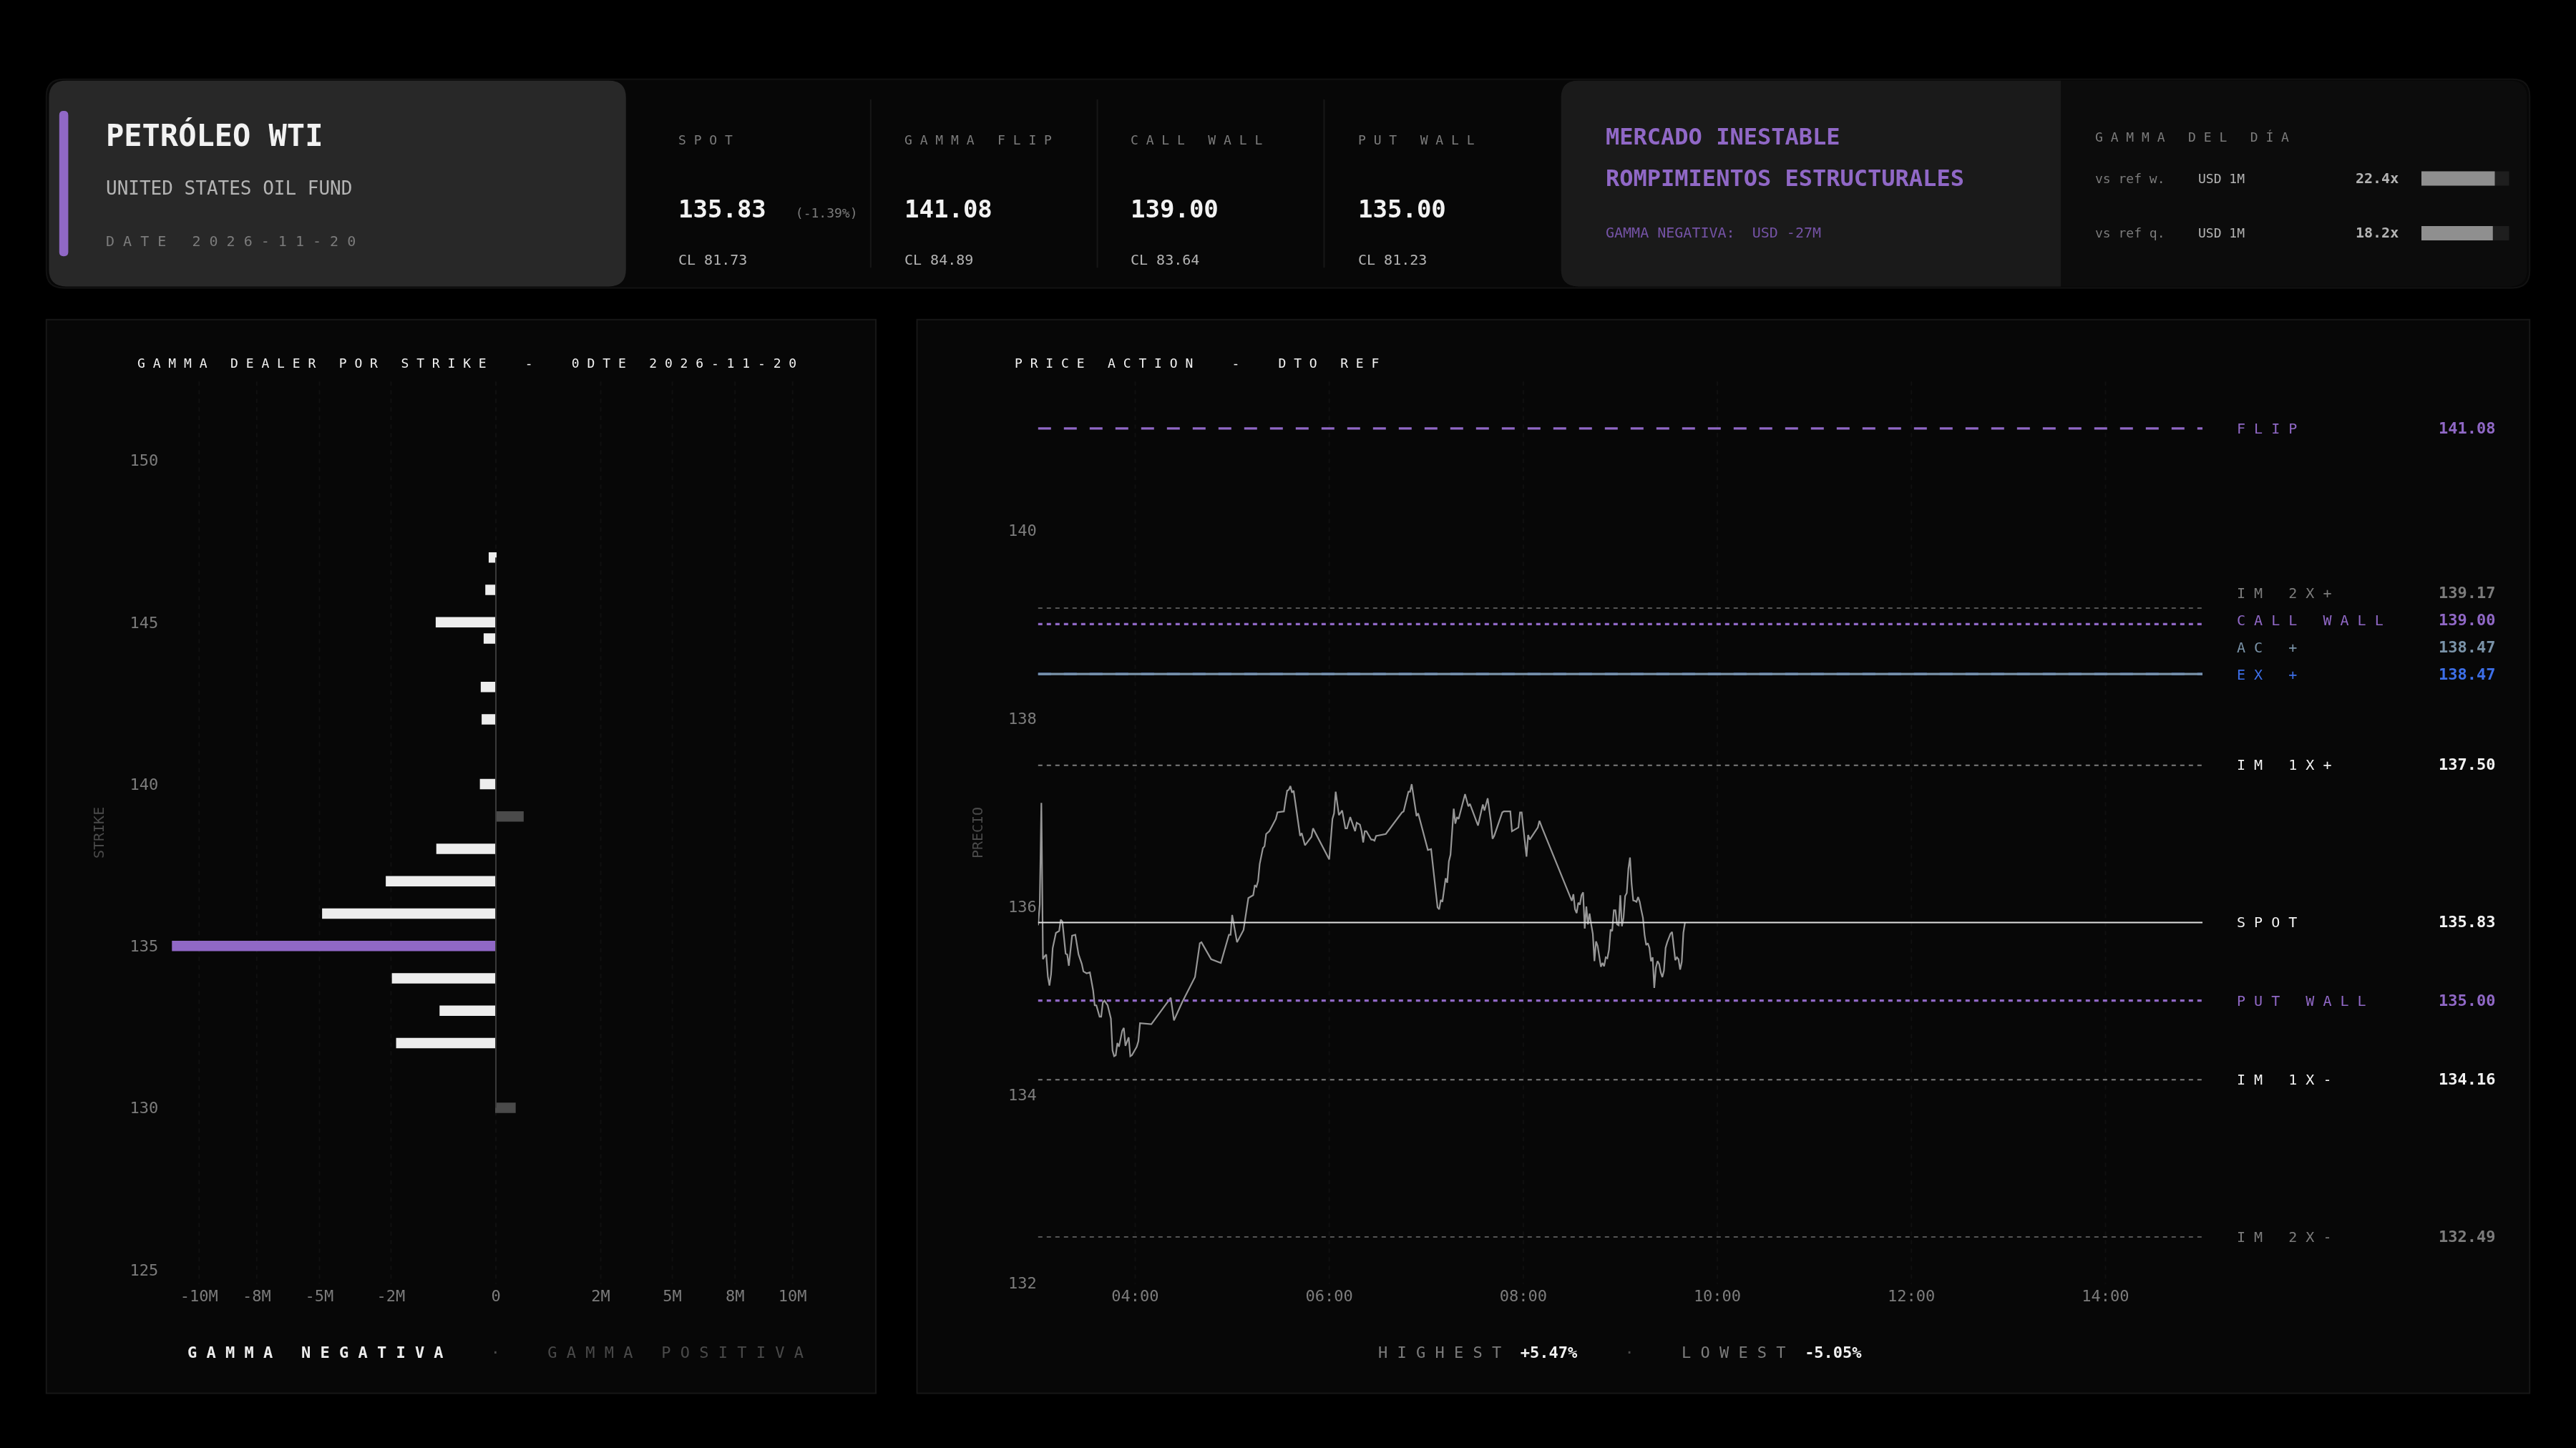 PETRÓLEO WTI
UNITED STATES OIL FUND
DATE 2026-11-20
SPOT
135.83 (-1.39%)
CL 81.73
GAMMA FLIP
141.08
CL 84.89
CALL WALL
139.00
CL 83.64
PUT WALL
135.00
CL 81.23
MERCADO INESTABLE
ROMPIMIENTOS ESTRUCTURALES
GAMMA NEGATIVA: USD -27M
GAMMA DEL DÍA
vs ref w. USD 1M 22.4x
vs ref q. USD 1M 18.2x
GAMMA DEALER POR STRIKE - 0DTE 2026-11-20
STRIKE
150
145
140
135
130
125
-10M -8M -5M -2M 0 2M 5M 8M 10M
GAMMA NEGATIVA · GAMMA POSITIVA
PRICE ACTION - DTO REF
PRECIO
140
138
136
134
132
04:00 06:00 08:00 10:00 12:00 14:00
FLIP 141.08
IM 2X+ 139.17
CALL WALL 139.00
AC + 138.47
EX + 138.47
IM 1X+ 137.50
SPOT 135.83
PUT WALL 135.00
IM 1X- 134.16
IM 2X- 132.49
HIGHEST +5.47% · LOWEST -5.05%